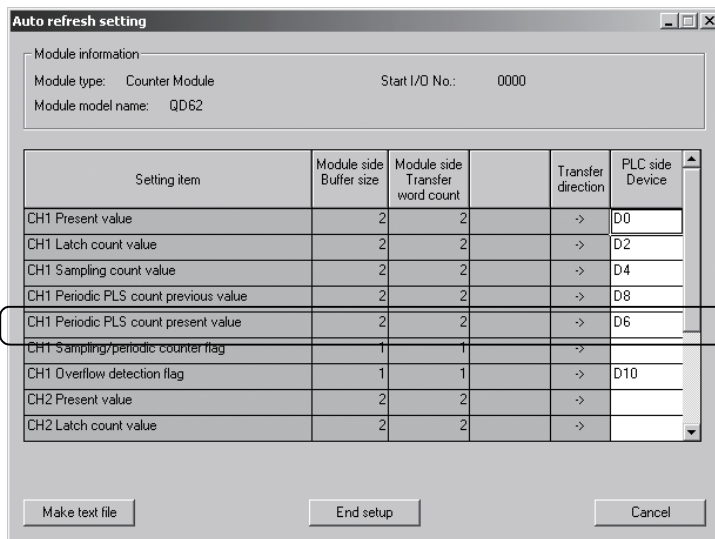 Auto refresh setting
Module information
Module type: Counter Module Start I/O No.: 0000
Module model name: QD62
Setting item Module side Buffer size Module side Transfer word count Transfer direction PLC side Device
CH1 Present value 2 2 -> D0
CH1 Latch count value 2 2 -> D2
CH1 Sampling count value 2 2 -> D4
CH1 Periodic PLS count previous value 2 2 -> D8
CH1 Periodic PLS count present value 2 2 -> D6
CH1 Sampling/periodic counter flag 1 1 ->
CH1 Overflow detection flag 1 1 -> D10
CH2 Present value 2 2 ->
CH2 Latch count value 2 2 ->
Make text file End setup Cancel